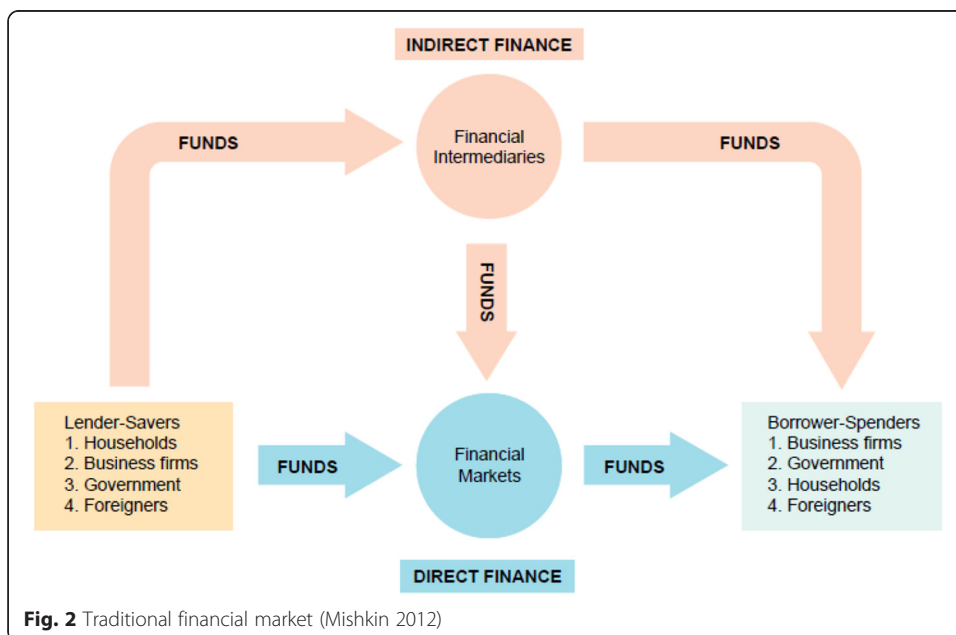 INDIRECT FINANCE
FUNDS
Financial
Intermediaries
FUNDS
FUNDS
Lender-Savers
1. Households
2. Business firms
3. Government
4. Foreigners
FUNDS
Financial
Markets
FUNDS
Borrower-Spenders
1. Business firms
2. Government
3. Households
4. Foreigners
DIRECT FINANCE
Fig. 2 Traditional financial market (Mishkin 2012)